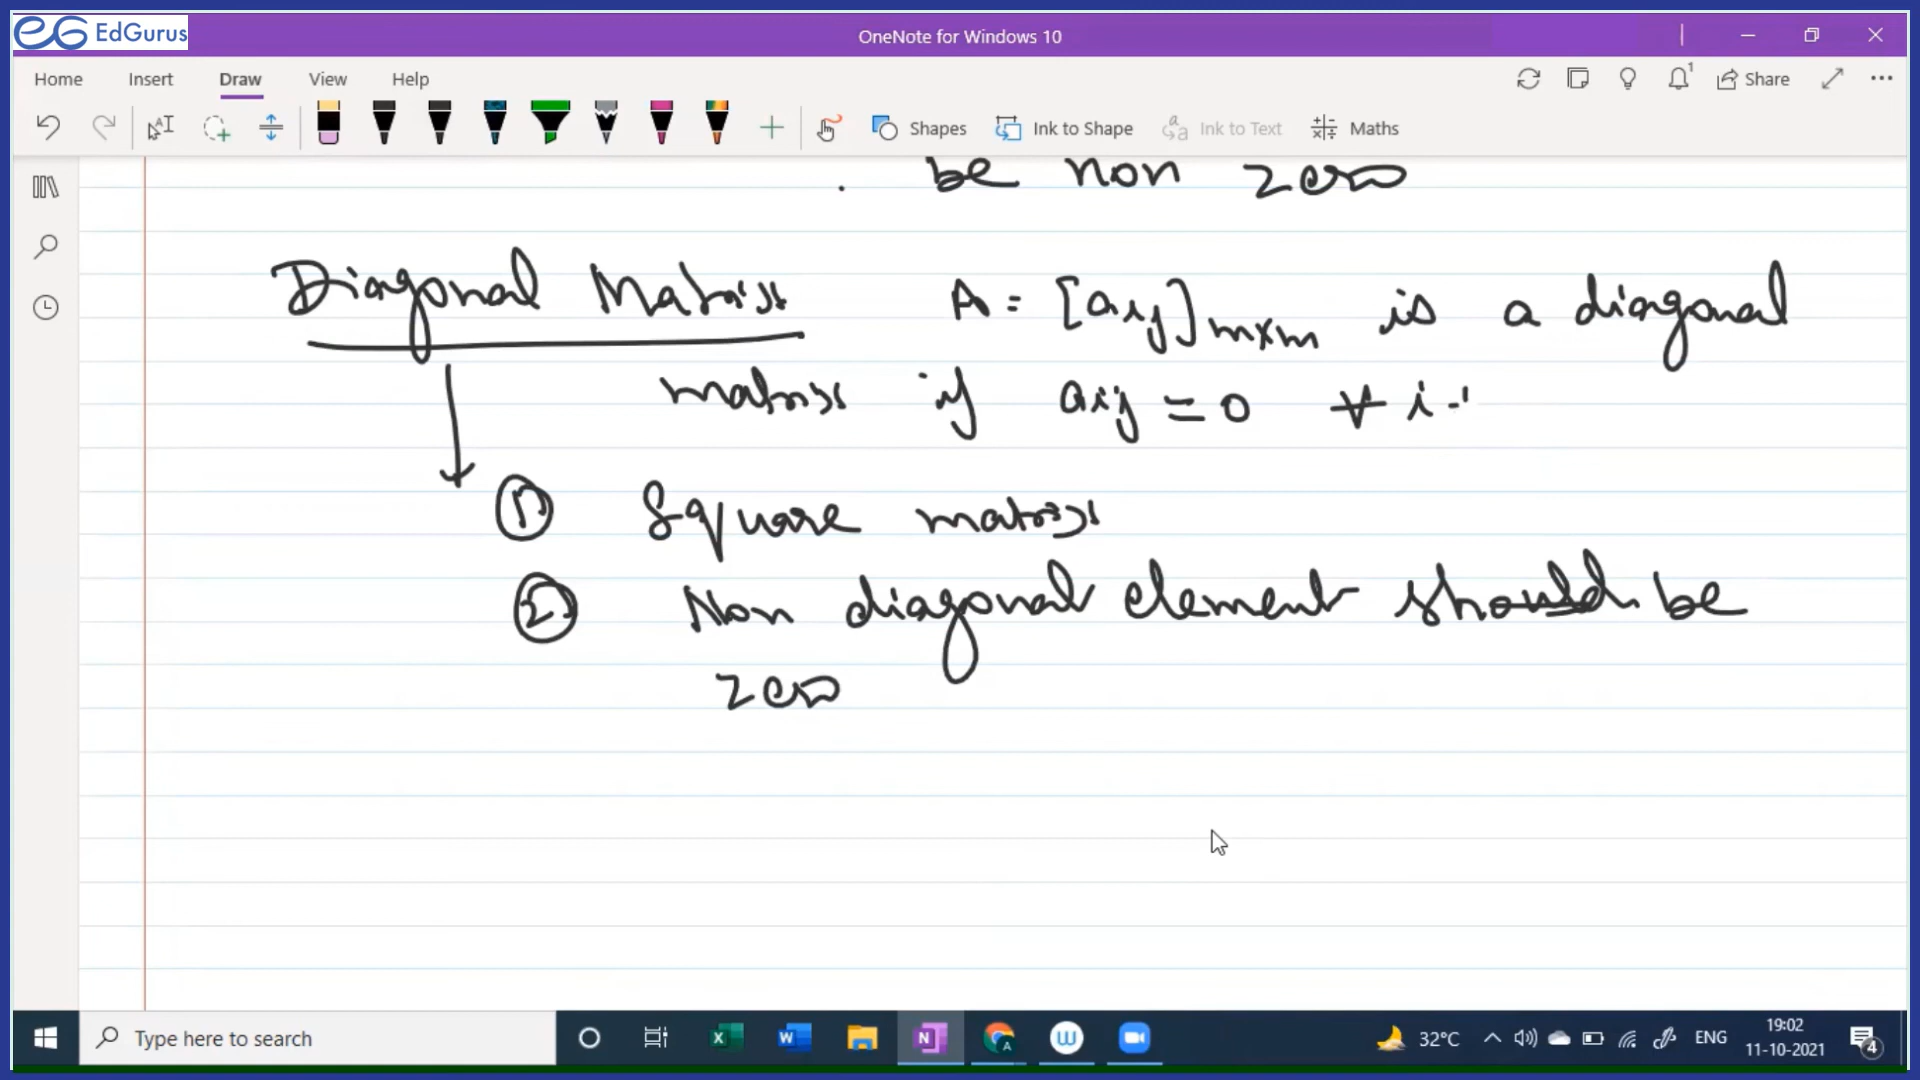 EdGurus
OneNote for Windows 10
Home Insert Draw View Help
Share
Shapes Ink to Shape Ink to Text Maths
be non zero
Diagonal Matrix A = [aij]m×m is a diagonal
matrix if aij = 0 ∀ i
① Square matrix
② Non diagonal element should be
zero
Type here to search
32°C ENG 19:02
11-10-2021
4